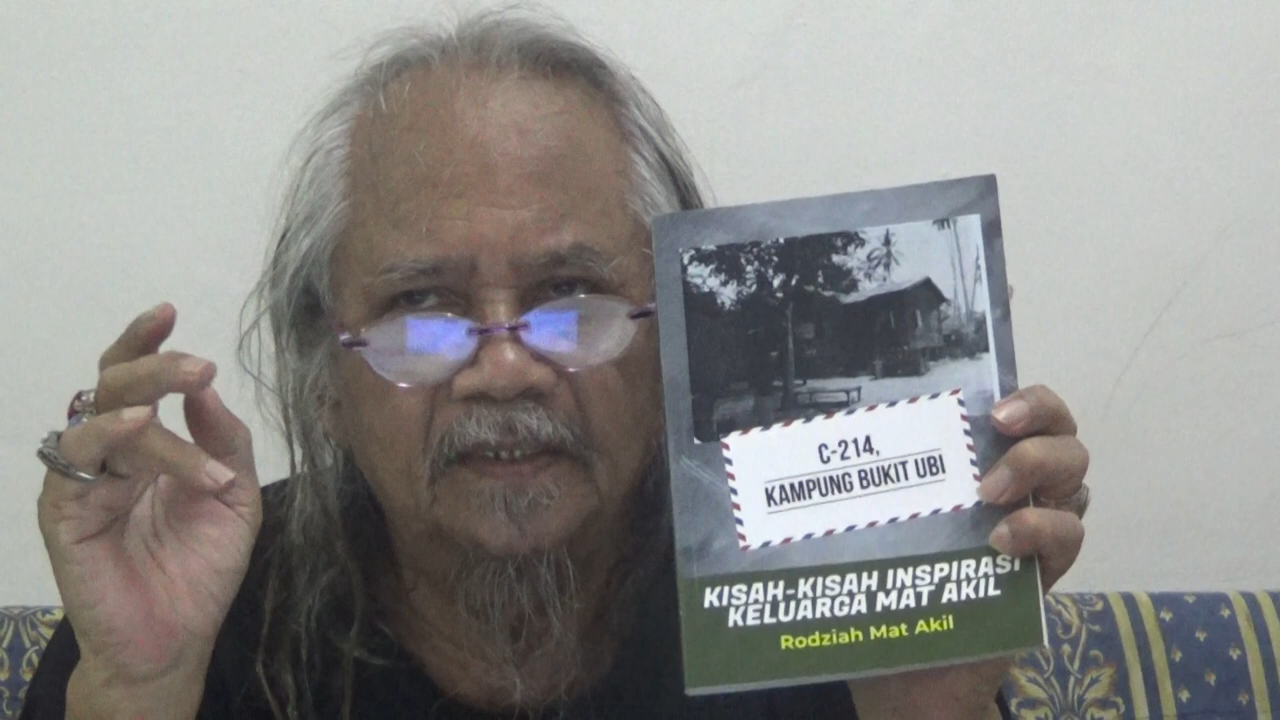 C-214,
KAMPUNG BUKIT UBI
KISAH-KISAH INSPIRASI
KELUARGA MAT AKIL
Rodziah Mat Akil